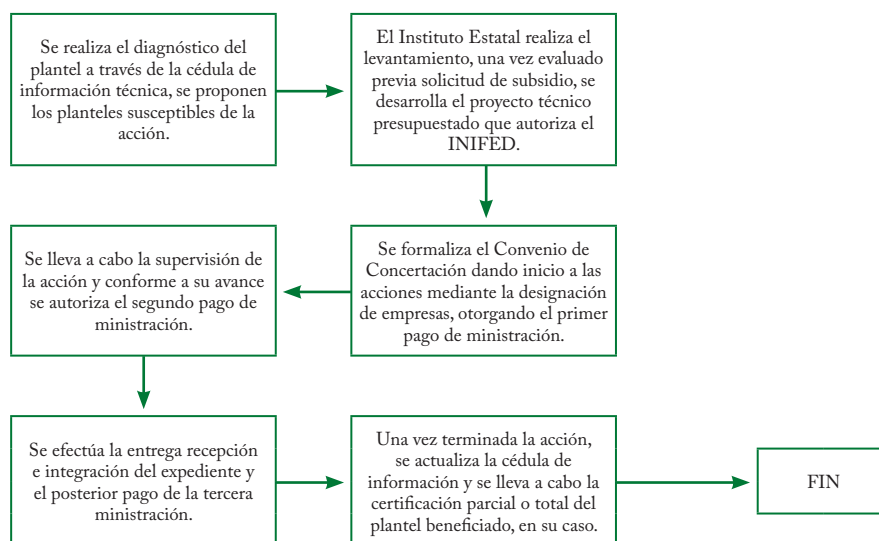 Se realiza el diagnóstico del
plantel a través de la cédula de
información técnica, se proponen
los planteles susceptibles de la
acción.
El Instituto Estatal realiza el
levantamiento, una vez evaluado
previa solicitud de subsidio, se
desarrolla el proyecto técnico
presupuestado que autoriza el
INIFED.
Se formaliza el Convenio de
Concertación dando inicio a las
acciones mediante la designación
de empresas, otorgando el primer
pago de ministración.
Se lleva a cabo la supervisión de
la acción y conforme a su avance
se autoriza el segundo pago de
ministración.
Se efectúa la entrega recepción
e integración del expediente y
el posterior pago de la tercera
ministración.
Una vez terminada la acción,
se actualiza la cédula de
información y se lleva a cabo la
certificación parcial o total del
plantel beneficiado, en su caso.
FIN